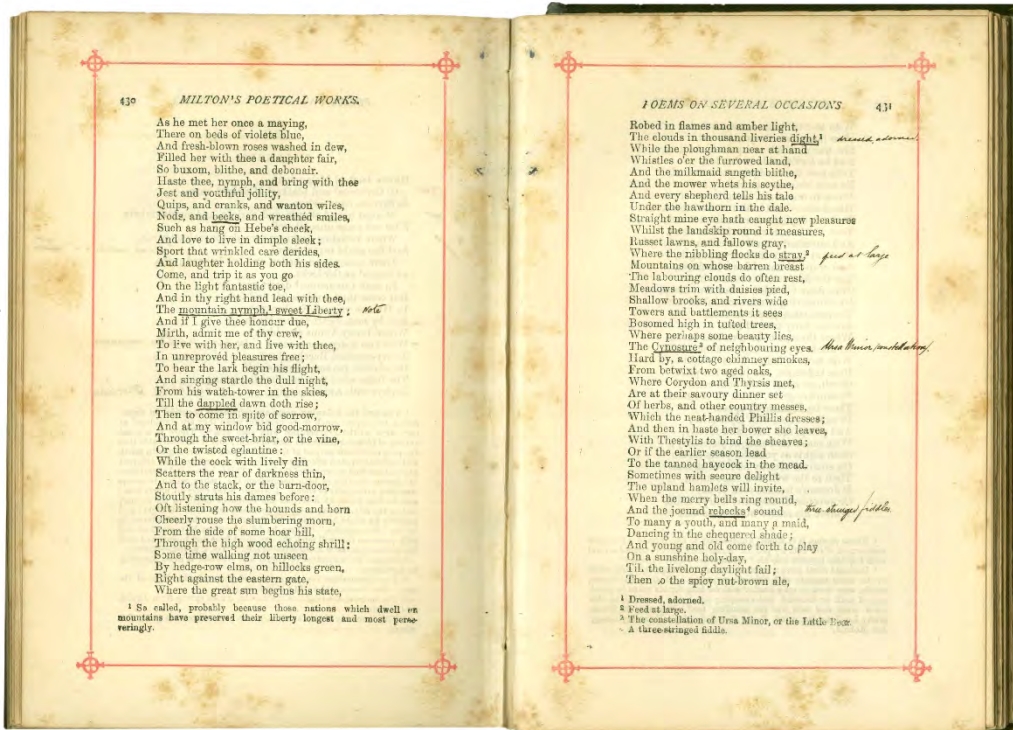 430 MILTON'S POETICAL WORKS.
As he met her once a maying,
There on beds of violets blue,
And fresh-blown roses washed in dew,
Filled her with thee a daughter fair,
So buxom, blithe, and debonair.
Haste thee, nymph, and bring with thee
Jest and youthful jollity,
Quips, and cranks, and wanton wiles,
Nods, and becks, and wreathéd smiles,
Such as hang on Hebe's cheek,
And love to live in dimple sleek;
Sport that wrinkled care derides,
And laughter holding both his sides.
Come, and trip it as you go
On the light fantastic toe,
And in thy right hand lead with thee,
The mountain nymph,¹ sweet Liberty; Note
And if I give thee honour due,
Mirth, admit me of thy crew,
To live with her, and live with thee,
In unreprovéd pleasures free;
To hear the lark begin his flight,
And singing startle the dull night,
From his watch-tower in the skies,
Till the dappled dawn doth rise;
Then to come in spite of sorrow,
And at my window bid good-morrow,
Through the sweet-briar, or the vine,
Or the twisted eglantine:
While the cock with lively din
Scatters the rear of darkness thin,
And to the stack, or the barn-door,
Stoutly struts his dames before:
Oft listening how the hounds and horn
Cheerly rouse the slumbering morn,
From the side of some hoar hill,
Through the high wood echoing shrill:
Some time walking not unseen
By hedge-row elms, on hillocks green,
Right against the eastern gate,
Where the great sun begins his state,
¹ So called, probably because those nations which dwell on
mountains have preserved their liberty longest and most perse-
veringly.
POEMS ON SEVERAL OCCASIONS 431
Robed in flames and amber light,
The clouds in thousand liveries dight,¹ dressed, adorned.
While the ploughman near at hand
Whistles o'er the furrowed land,
And the milkmaid singeth blithe,
And the mower whets his scythe,
And every shepherd tells his tale
Under the hawthorn in the dale.
Straight mine eye hath caught new pleasures
Whilst the landskip round it measures,
Russet lawns, and fallows gray,
Where the nibbling flocks do stray,² feed at large
Mountains on whose barren breast
The labouring clouds do often rest,
Meadows trim with daisies pied,
Shallow brooks, and rivers wide
Towers and battlements it sees
Bosomed high in tufted trees,
Where perhaps some beauty lies,
The Cynosure³ of neighbouring eyes. Ursa Minor, constellation.
Hard by, a cottage chimney smokes,
From betwixt two aged oaks,
Where Corydon and Thyrsis met,
Are at their savoury dinner set
Of herbs, and other country messes,
Which the neat-handed Phillis dresses;
And then in haste her bower she leaves,
With Thestylis to bind the sheaves;
Or if the earlier season lead
To the tanned haycock in the mead.
Sometimes with secure delight
The upland hamlets will invite,
When the merry bells ring round,
And the jocund rebecks⁴ sound three-stringed fiddles
To many a youth, and many a maid,
Dancing in the chequered shade;
And young and old come forth to play
On a sunshine holy-day,
Til the livelong daylight fail;
Then to the spicy nut-brown ale,
¹ Dressed, adorned.
² Feed at large.
³ The constellation of Ursa Minor, or the Little Bear.
A three-stringed fiddle.